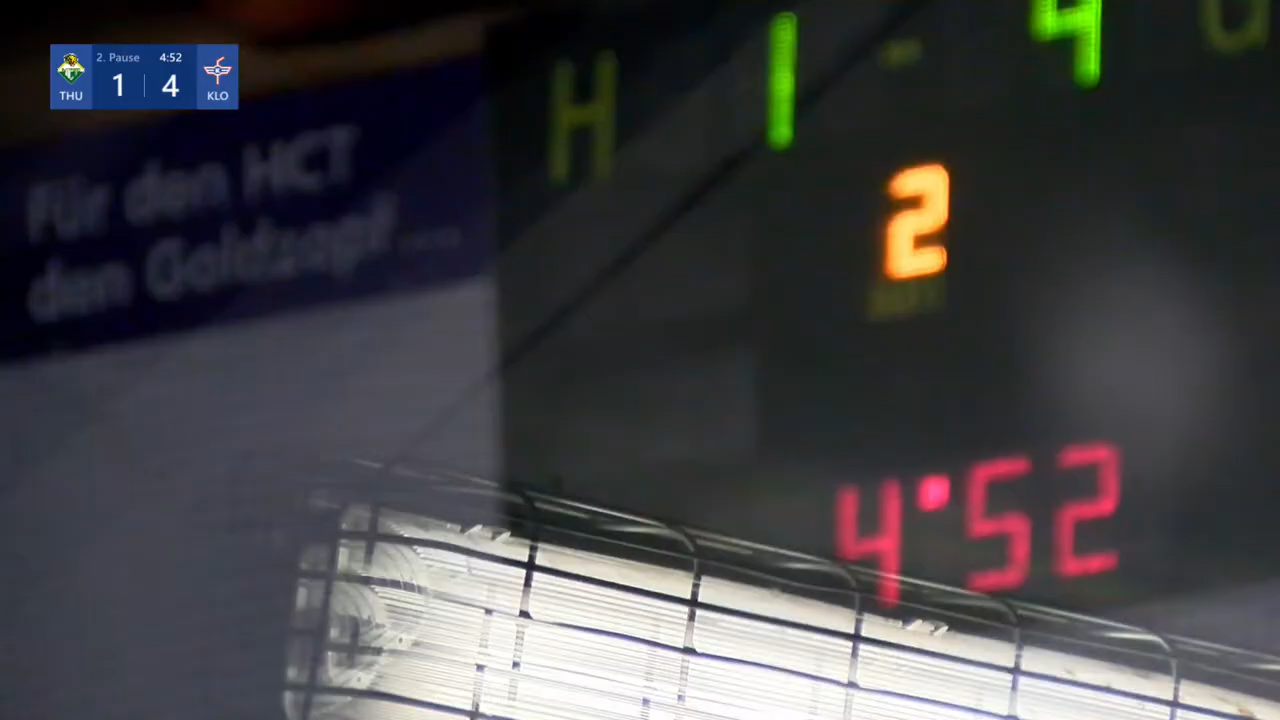 2. Pause 4:52
THU 1 4 KLO
H 1 - 4 G
2
4:52
Für den HCT
den Goldzapf...